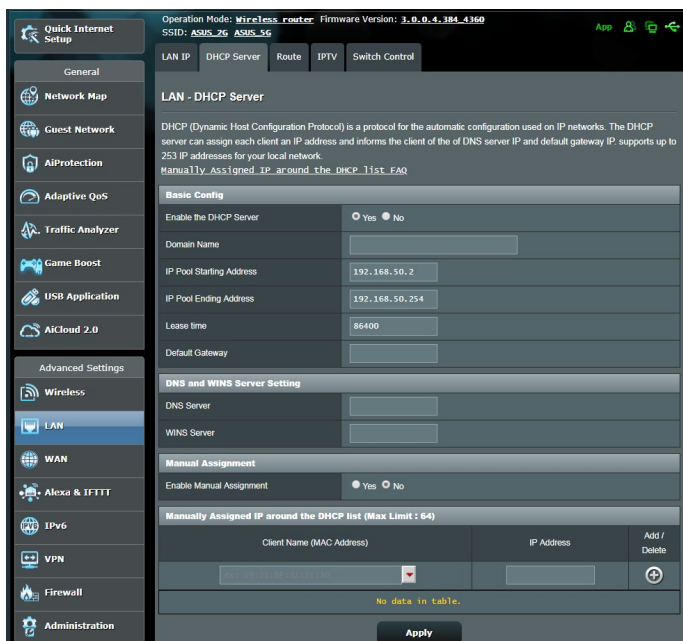 Quick Internet
Setup
General
Network Map
Guest Network
AiProtection
Adaptive QoS
Traffic Analyzer
Game Boost
USB Application
AiCloud 2.0
Advanced Settings
Wireless
LAN
WAN
Alexa & IFTTT
IPv6
VPN
Firewall
Administration
Operation Mode: Wireless router Firmware Version: 3.0.0.4.384_4360
SSID: ASUS_2G ASUS_5G
App
LAN IP DHCP Server Route IPTV Switch Control
LAN - DHCP Server
DHCP (Dynamic Host Configuration Protocol) is a protocol for the automatic configuration used on IP networks. The DHCP
server can assign each client an IP address and informs the client of the of DNS server IP and default gateway IP. supports up to
253 IP addresses for your local network.
Manually Assigned IP around the DHCP list FAQ
Basic Config
Enable the DHCP Server Yes No
Domain Name
IP Pool Starting Address 192.168.50.2
IP Pool Ending Address 192.168.50.254
Lease time 86400
Default Gateway
DNS and WINS Server Setting
DNS Server
WINS Server
Manual Assignment
Enable Manual Assignment Yes No
Manually Assigned IP around the DHCP list (Max Limit : 64)
Client Name (MAC Address) IP Address Add /
Delete
No data in table.
Apply